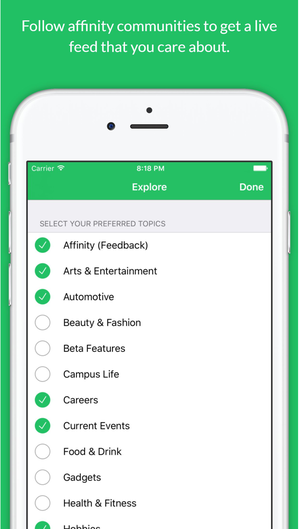 Follow affinity communities to get a live
feed that you care about.
Carrier 8:18 PM
Explore Done
SELECT YOUR PREFERRED TOPICS
Affinity (Feedback)
Arts & Entertainment
Automotive
Beauty & Fashion
Beta Features
Campus Life
Careers
Current Events
Food & Drink
Gadgets
Health & Fitness
Hobbies